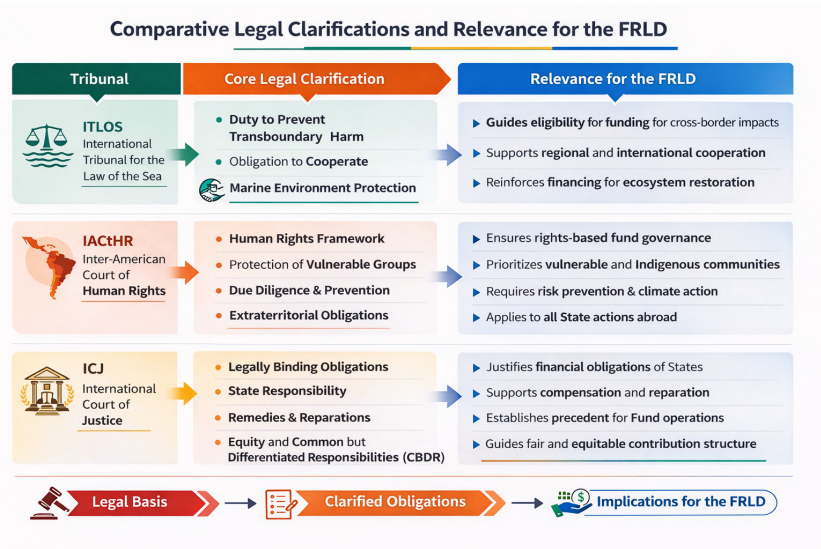 Comparative Legal Clarifications and Relevance for the FRLD
Tribunal
Core Legal Clarification
Relevance for the FRLD
ITLOS
International
Tribunal for the
Law of the Sea
Duty to Prevent
Transboundary Harm
Obligation to Cooperate
Marine Environment Protection
Guides eligibility for funding for cross-border impacts
Supports regional and international cooperation
Reinforces financing for ecosystem restoration
IACtHR
Inter-American
Court of
Human Rights
Human Rights Framework
Protection of Vulnerable Groups
Due Diligence & Prevention
Extraterritorial Obligations
Ensures rights-based fund governance
Prioritizes vulnerable and Indigenous communities
Requires risk prevention & climate action
Applies to all State actions abroad
ICJ
International
Court of
Justice
Legally Binding Obligations
State Responsibility
Remedies & Reparations
Equity and Common but
Differentiated Responsibilities (CBDR)
Justifies financial obligations of States
Supports compensation and reparation
Establishes precedent for Fund operations
Guides fair and equitable contribution structure
Legal Basis
Clarified Obligations
$
Implications for the FRLD